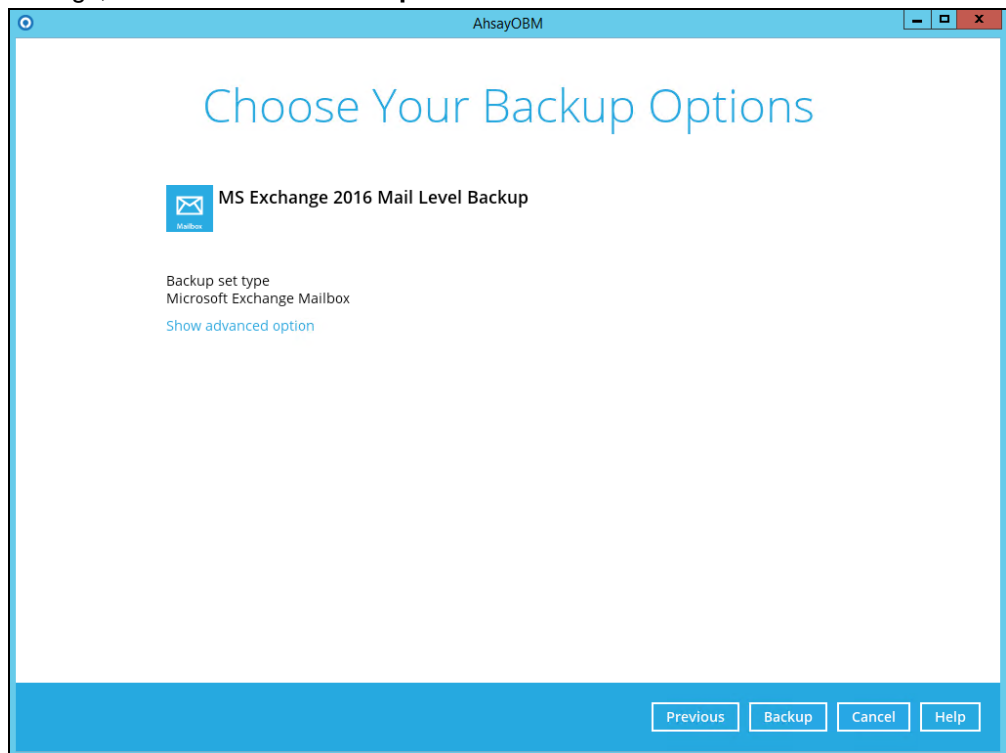 AhsayOBM
Choose Your Backup Options
MS Exchange 2016 Mail Level Backup
Mailbox
Backup set type
Microsoft Exchange Mailbox
Show advanced option
Previous Backup Cancel Help